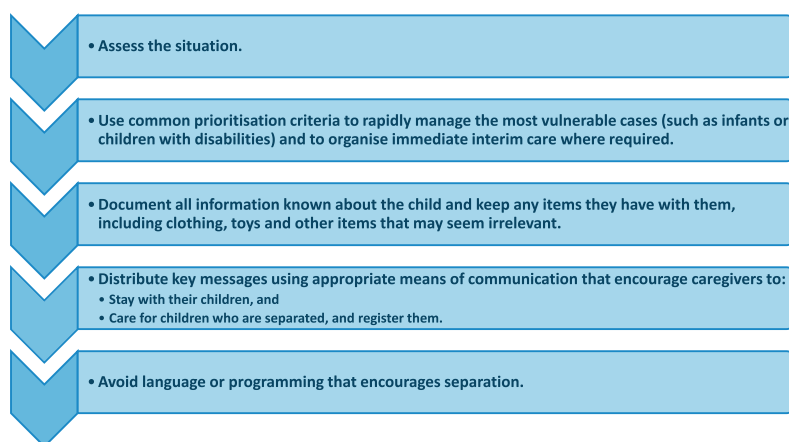 • Assess the situation.
• Use common prioritisation criteria to rapidly manage the most vulnerable cases (such as infants or
children with disabilities) and to organise immediate interim care where required.
• Document all information known about the child and keep any items they have with them,
including clothing, toys and other items that may seem irrelevant.
• Distribute key messages using appropriate means of communication that encourage caregivers to:
• Stay with their children, and
• Care for children who are separated, and register them.
• Avoid language or programming that encourages separation.